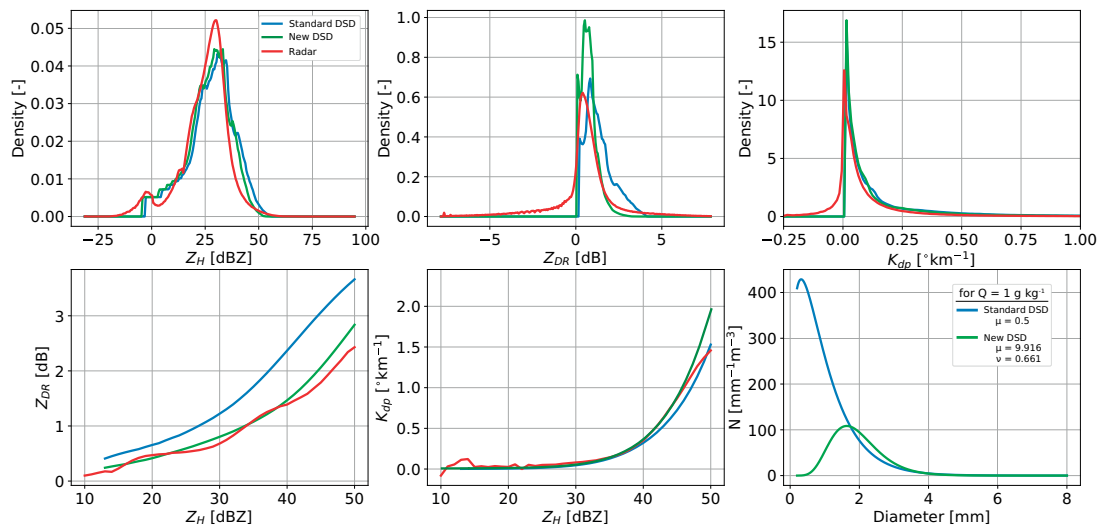 0.05
0.04
0.03
0.02
0.01
0.00
Density [-]
−25
0
25
50
75
100
Z_H [dBZ]
Standard DSD
New DSD
Radar
1.0
0.8
0.6
0.4
0.2
0.0
Density [-]
−5
0
5
Z_DR [dB]
15
10
5
0
Density [-]
−0.25
0.00
0.25
0.50
0.75
1.00
K_dp [°km⁻¹]
3
2
1
0
Z_DR [dB]
10
20
30
40
50
Z_H [dBZ]
2.0
1.5
1.0
0.5
0.0
K_dp [°km⁻¹]
10
20
30
40
50
Z_H [dBZ]
400
300
200
100
0
N [mm⁻¹m⁻³]
0
2
4
6
8
Diameter [mm]
for Q = 1 g kg⁻¹
Standard DSD
μ = 0.5
New DSD
μ = 9.916
ν = 0.661